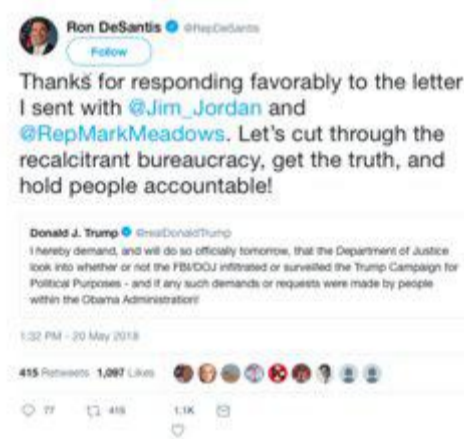 Ron DeSantis @RepDeSantis
Follow
Thanks for responding favorably to the letter
I sent with @Jim_Jordan and
@RepMarkMeadows. Let's cut through the
recalcitrant bureaucracy, get the truth, and
hold people accountable!
Donald J. Trump @realDonaldTrump
I hereby demand, and will do so officially tomorrow, that the Department of Justice
look into whether or not the FBI/DOJ infiltrated or surveilled the Trump Campaign for
Political Purposes - and if any such demands or requests were made by people
within the Obama Administration!
1:32 PM - 20 May 2018
415 Retweets 1,097 Likes
77 415 1.1K